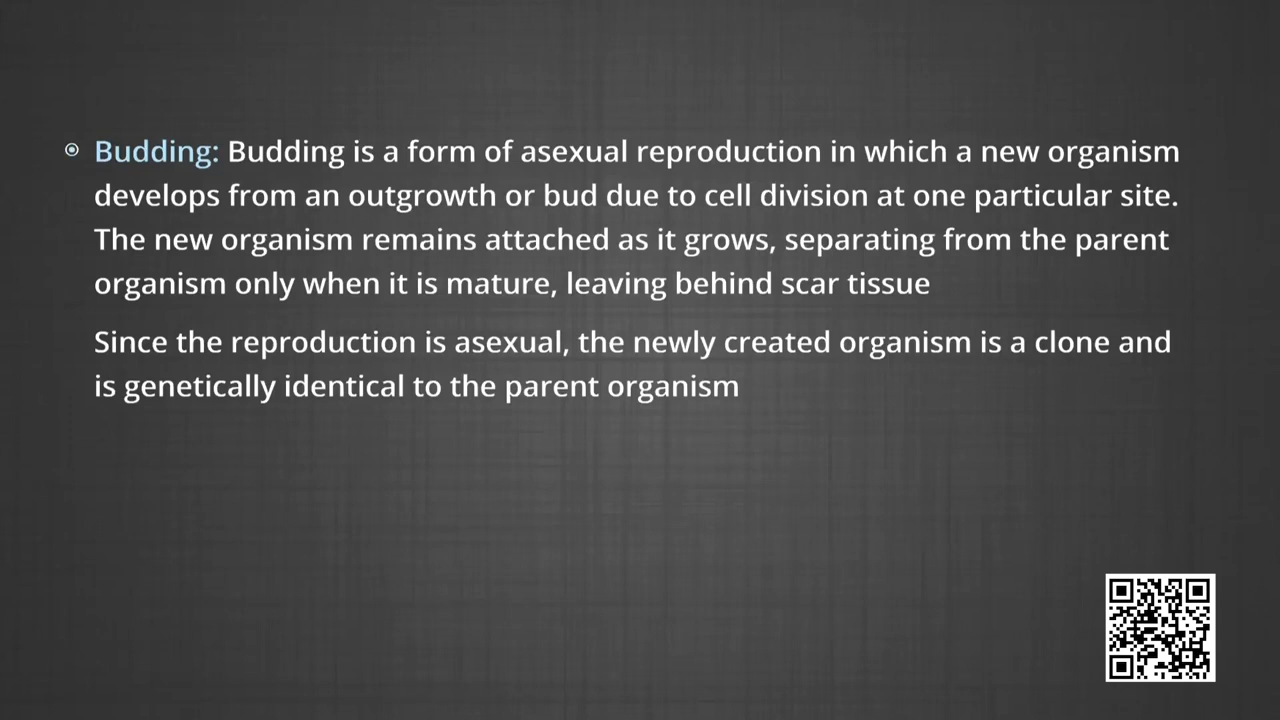 Budding: Budding is a form of asexual reproduction in which a new organism
develops from an outgrowth or bud due to cell division at one particular site.
The new organism remains attached as it grows, separating from the parent
organism only when it is mature, leaving behind scar tissue
Since the reproduction is asexual, the newly created organism is a clone and
is genetically identical to the parent organism